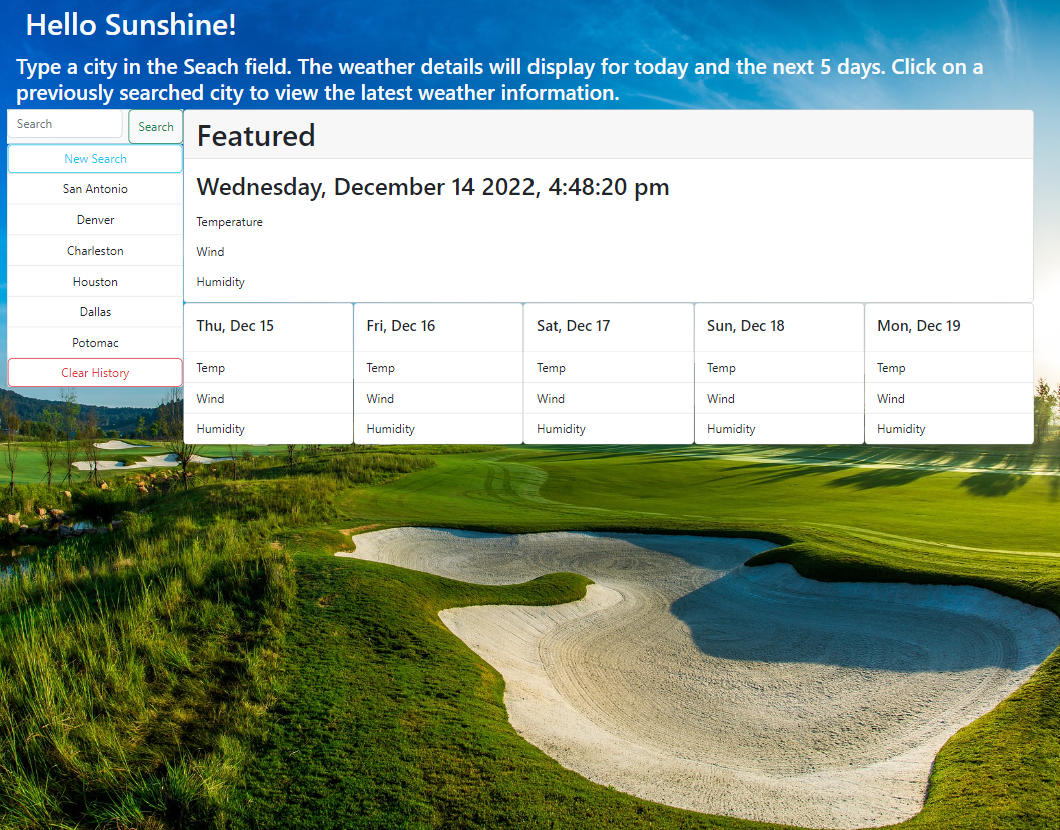 Hello Sunshine!
Type a city in the Seach field. The weather details will display for today and the next 5 days. Click on a
previously searched city to view the latest weather information.
Search
Search
New Search
San Antonio
Denver
Charleston
Houston
Dallas
Potomac
Clear History
Featured
Wednesday, December 14 2022, 4:48:20 pm
Temperature
Wind
Humidity
Thu, Dec 15
Temp
Wind
Humidity
Fri, Dec 16
Temp
Wind
Humidity
Sat, Dec 17
Temp
Wind
Humidity
Sun, Dec 18
Temp
Wind
Humidity
Mon, Dec 19
Temp
Wind
Humidity